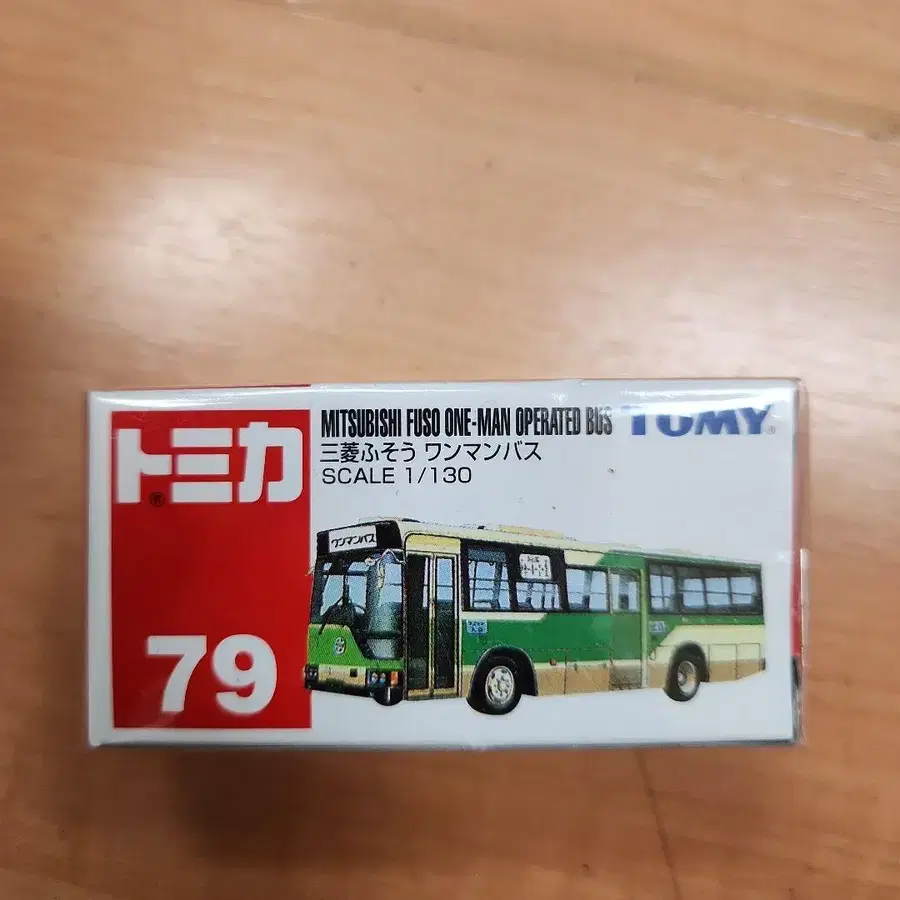 トミカ
79
MITSUBISHI FUSO ONE-MAN OPERATED BUS
三菱ふそう ワンマンバス
SCALE 1/130
TOMY
ワンマンバス